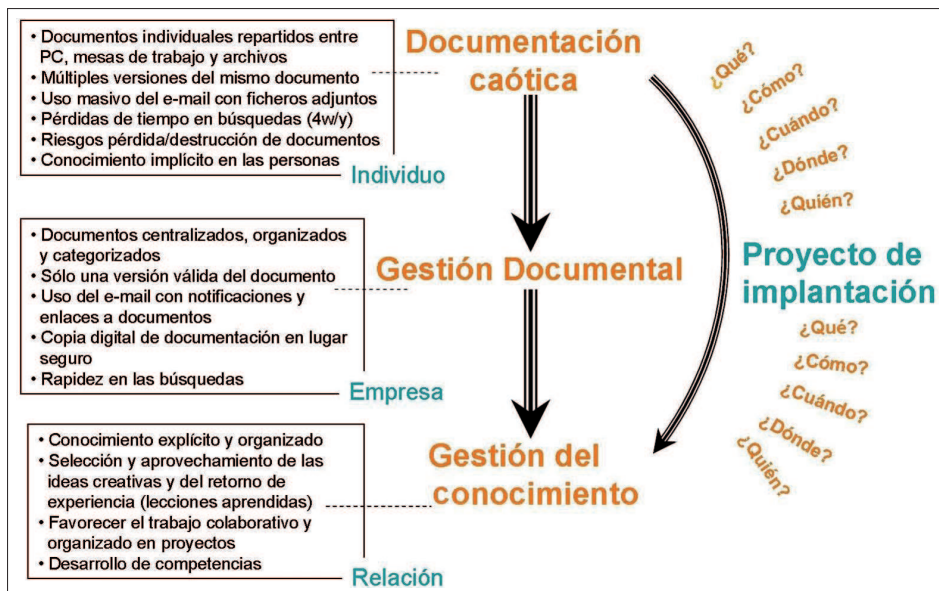 • Documentos individuales repartidos entre
PC, mesas de trabajo y archivos
• Múltiples versiones del mismo documento
• Uso masivo del e-mail con ficheros adjuntos
• Pérdidas de tiempo en búsquedas (4w/y)
• Riesgos pérdida/destrucción de documentos
• Conocimiento implícito en las personas
Individuo
Documentación
caótica
¿Qué?
¿Cómo?
¿Cuándo?
¿Dónde?
¿Quién?
• Documentos centralizados, organizados
y categorizados
• Sólo una versión válida del documento
• Uso del e-mail con notificaciones y
enlaces a documentos
• Copia digital de documentación en lugar
seguro
• Rapidez en las búsquedas
Empresa
Gestión Documental
Proyecto de
implantación
¿Qué?
¿Cómo?
¿Cuándo?
¿Dónde?
¿Quién?
• Conocimiento explícito y organizado
• Selección y aprovechamiento de las
ideas creativas y del retorno de
experiencia (lecciones aprendidas)
• Favorecer el trabajo colaborativo y
organizado en proyectos
• Desarrollo de competencias
Relación
Gestión del
conocimiento